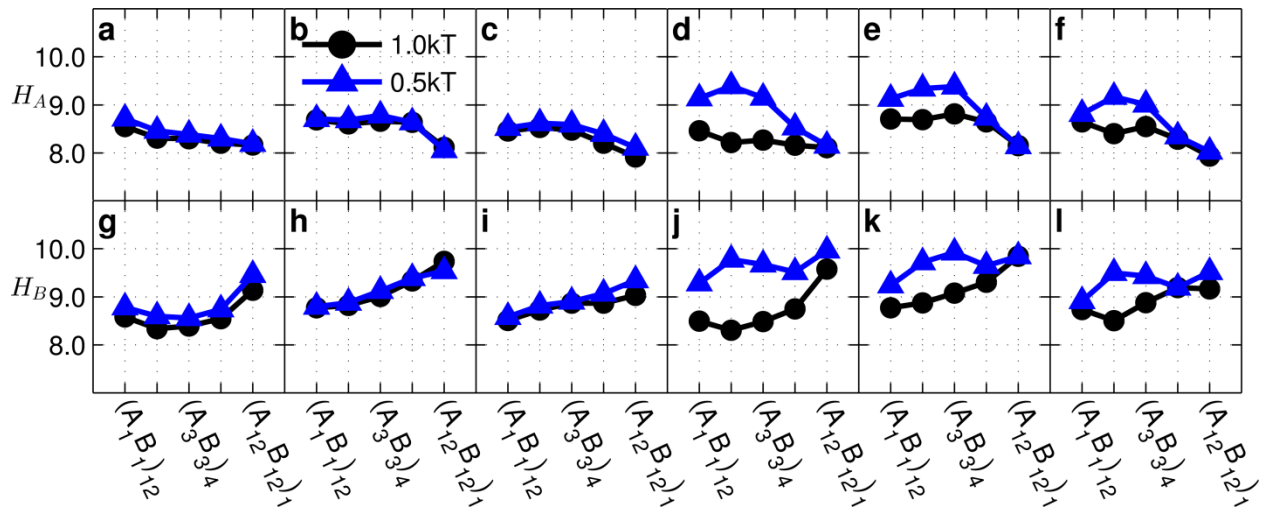 a b c d e f
1.0kT
0.5kT
10.0
H_A 9.0
8.0
g h i j k l
10.0
H_B 9.0
8.0
(A₁B₁)₁₂ (A₃B₃)₄ (A₁₂B₁₂)₁ (A₁B₁)₁₂ (A₃B₃)₄ (A₁₂B₁₂)₁ (A₁B₁)₁₂ (A₃B₃)₄ (A₁₂B₁₂)₁ (A₁B₁)₁₂ (A₃B₃)₄ (A₁₂B₁₂)₁ (A₁B₁)₁₂ (A₃B₃)₄ (A₁₂B₁₂)₁ (A₁B₁)₁₂ (A₃B₃)₄ (A₁₂B₁₂)₁